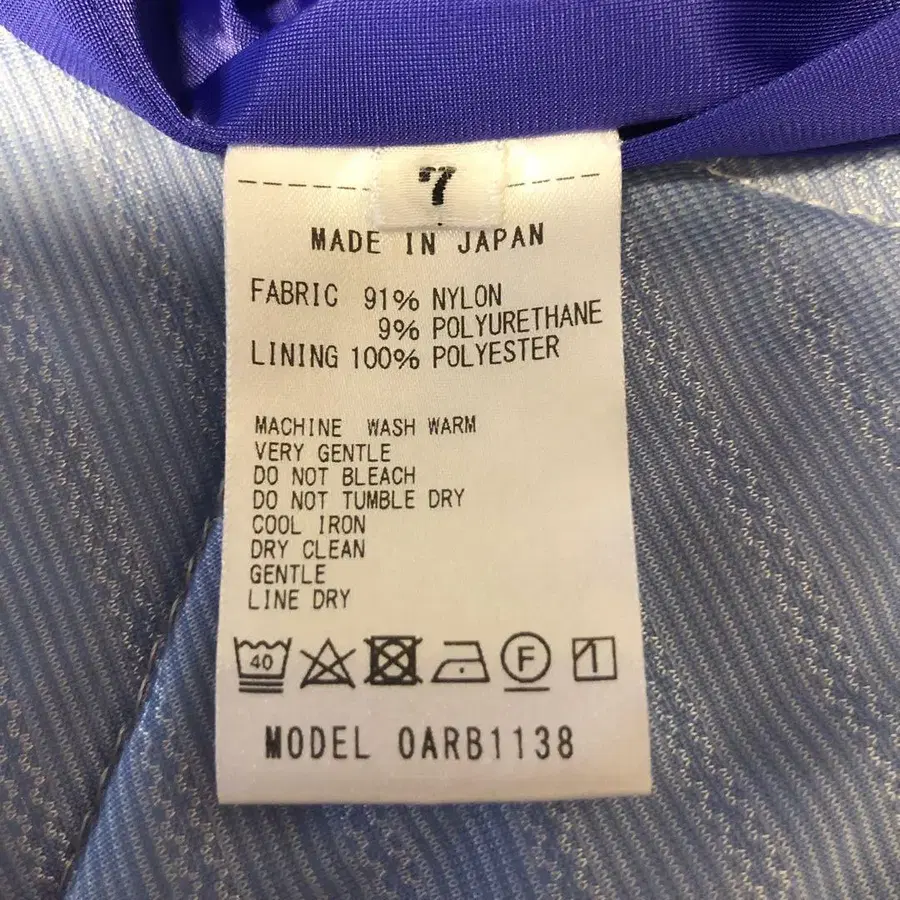 7
MADE IN JAPAN
FABRIC 91% NYLON
9% POLYURETHANE
LINING 100% POLYESTER
MACHINE WASH WARM
VERY GENTLE
DO NOT BLEACH
DO NOT TUMBLE DRY
COOL IRON
DRY CLEAN
GENTLE
LINE DRY
40 F
MODEL OARB1138